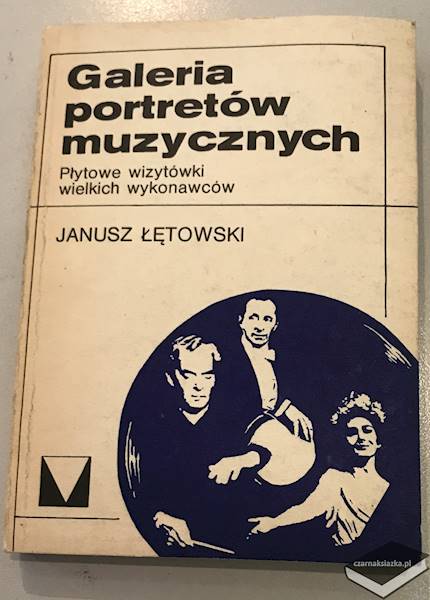 Galeria
portretów
muzycznych
Płytowe wizytówki
wielkich wykonawców
JANUSZ ŁĘTOWSKI
czarnaksiazka.pl